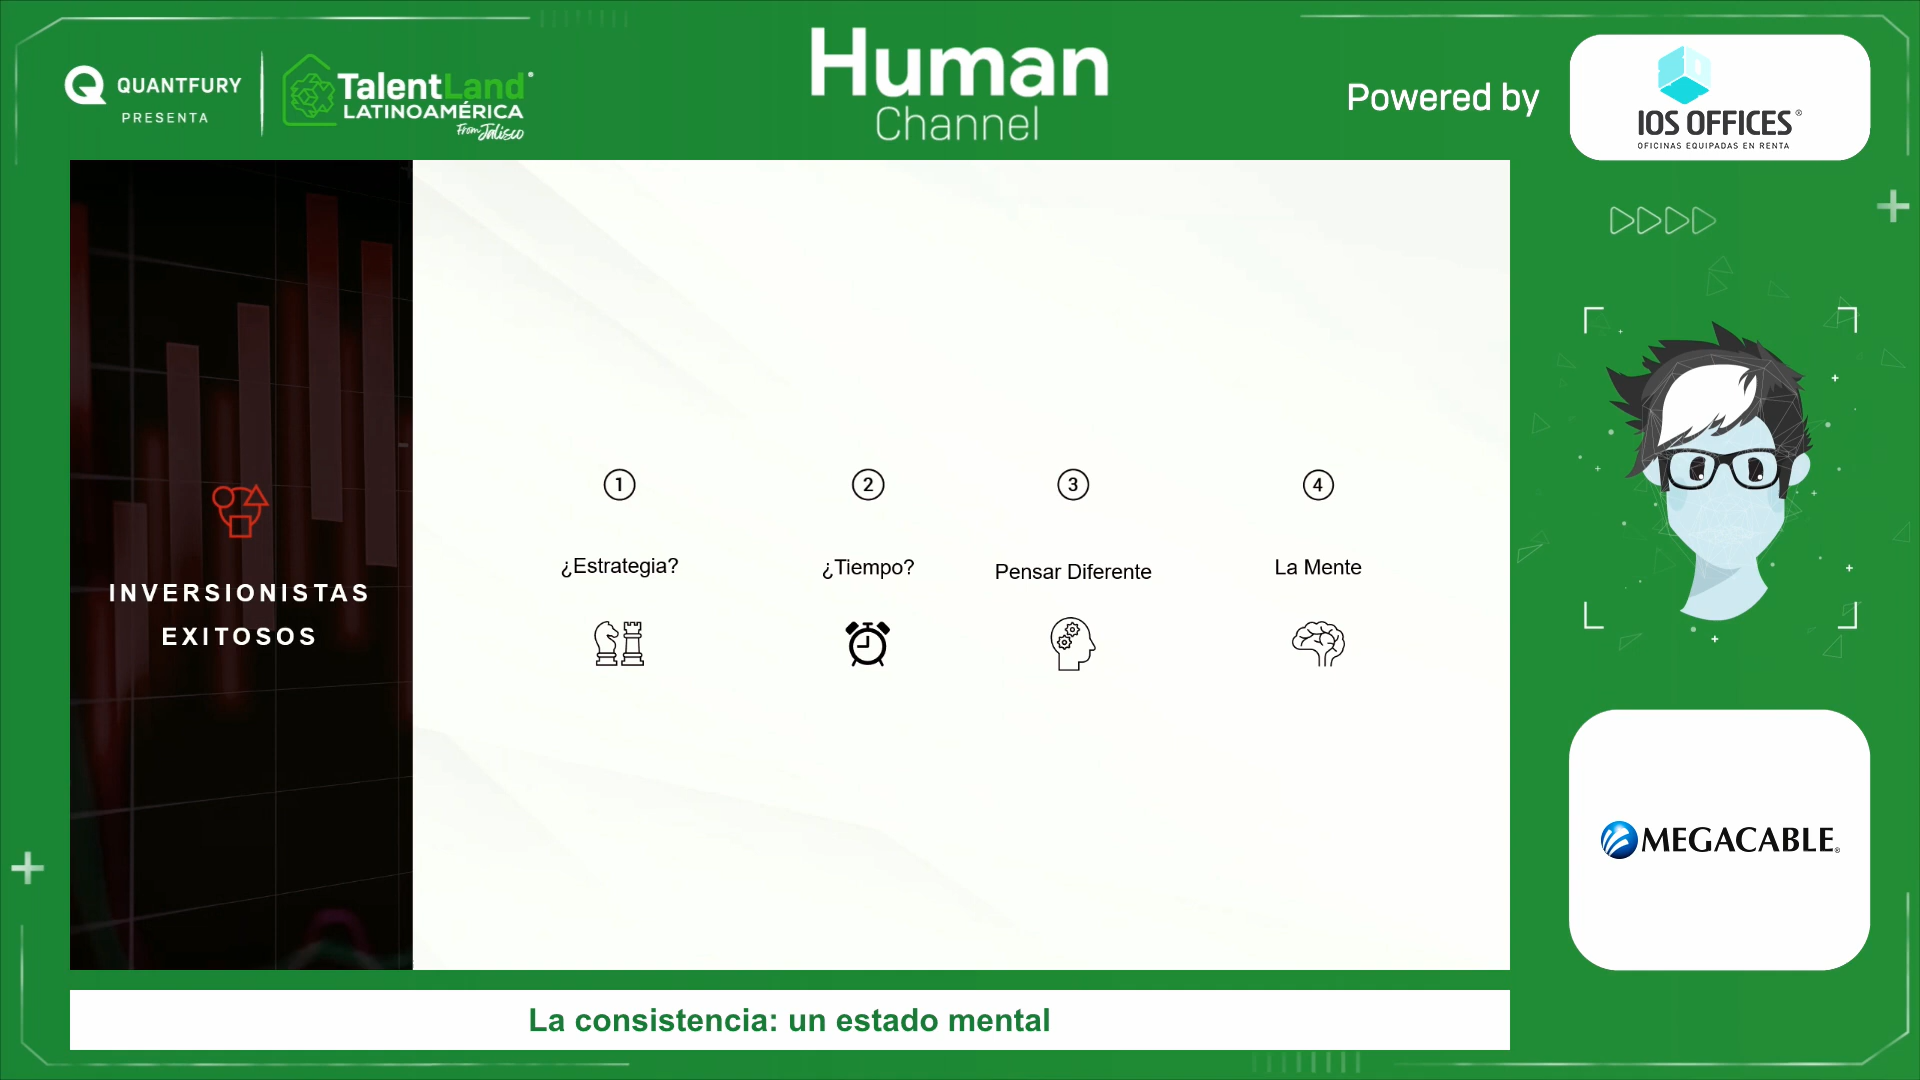 QUANTFURY
PRESENTA
TalentLand®
LATINOAMÉRICA
From Jalisco
Human
Channel
Powered by
IOS OFFICES®
OFICINAS EQUIPADAS EN RENTA
INVERSIONISTAS
EXITOSOS
1
¿Estrategia?
2
¿Tiempo?
3
Pensar Diferente
4
La Mente
MEGACABLE®
La consistencia: un estado mental